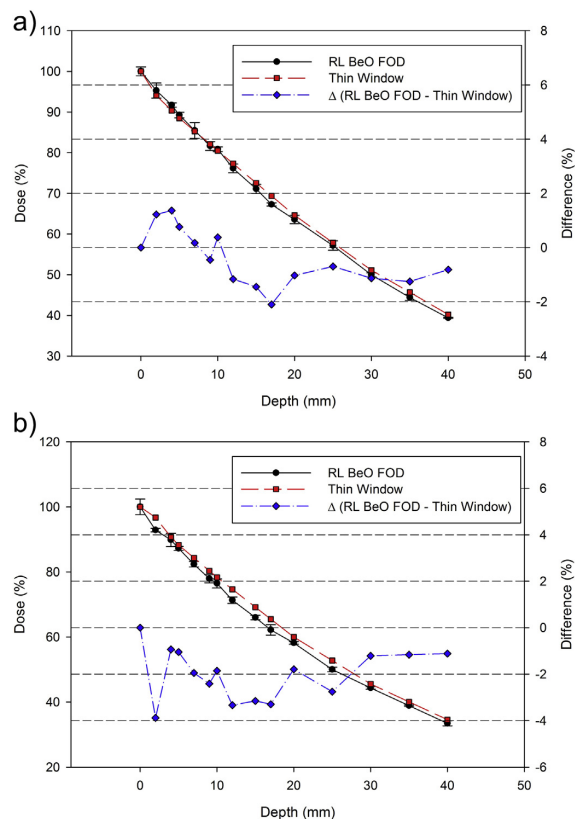 a)
110
100
90
80
70
60
50
40
30
Dose (%)
8
6
4
2
0
-2
-4
Difference (%)
RL BeO FOD
Thin Window
Δ (RL BeO FOD - Thin Window)
0 10 20 30 40 50
Depth (mm)
b)
120
100
80
60
40
20
Dose (%)
8
6
4
2
0
-2
-4
-6
Difference (%)
RL BeO FOD
Thin Window
Δ (RL BeO FOD - Thin Window)
0 10 20 30 40 50
Depth (mm)